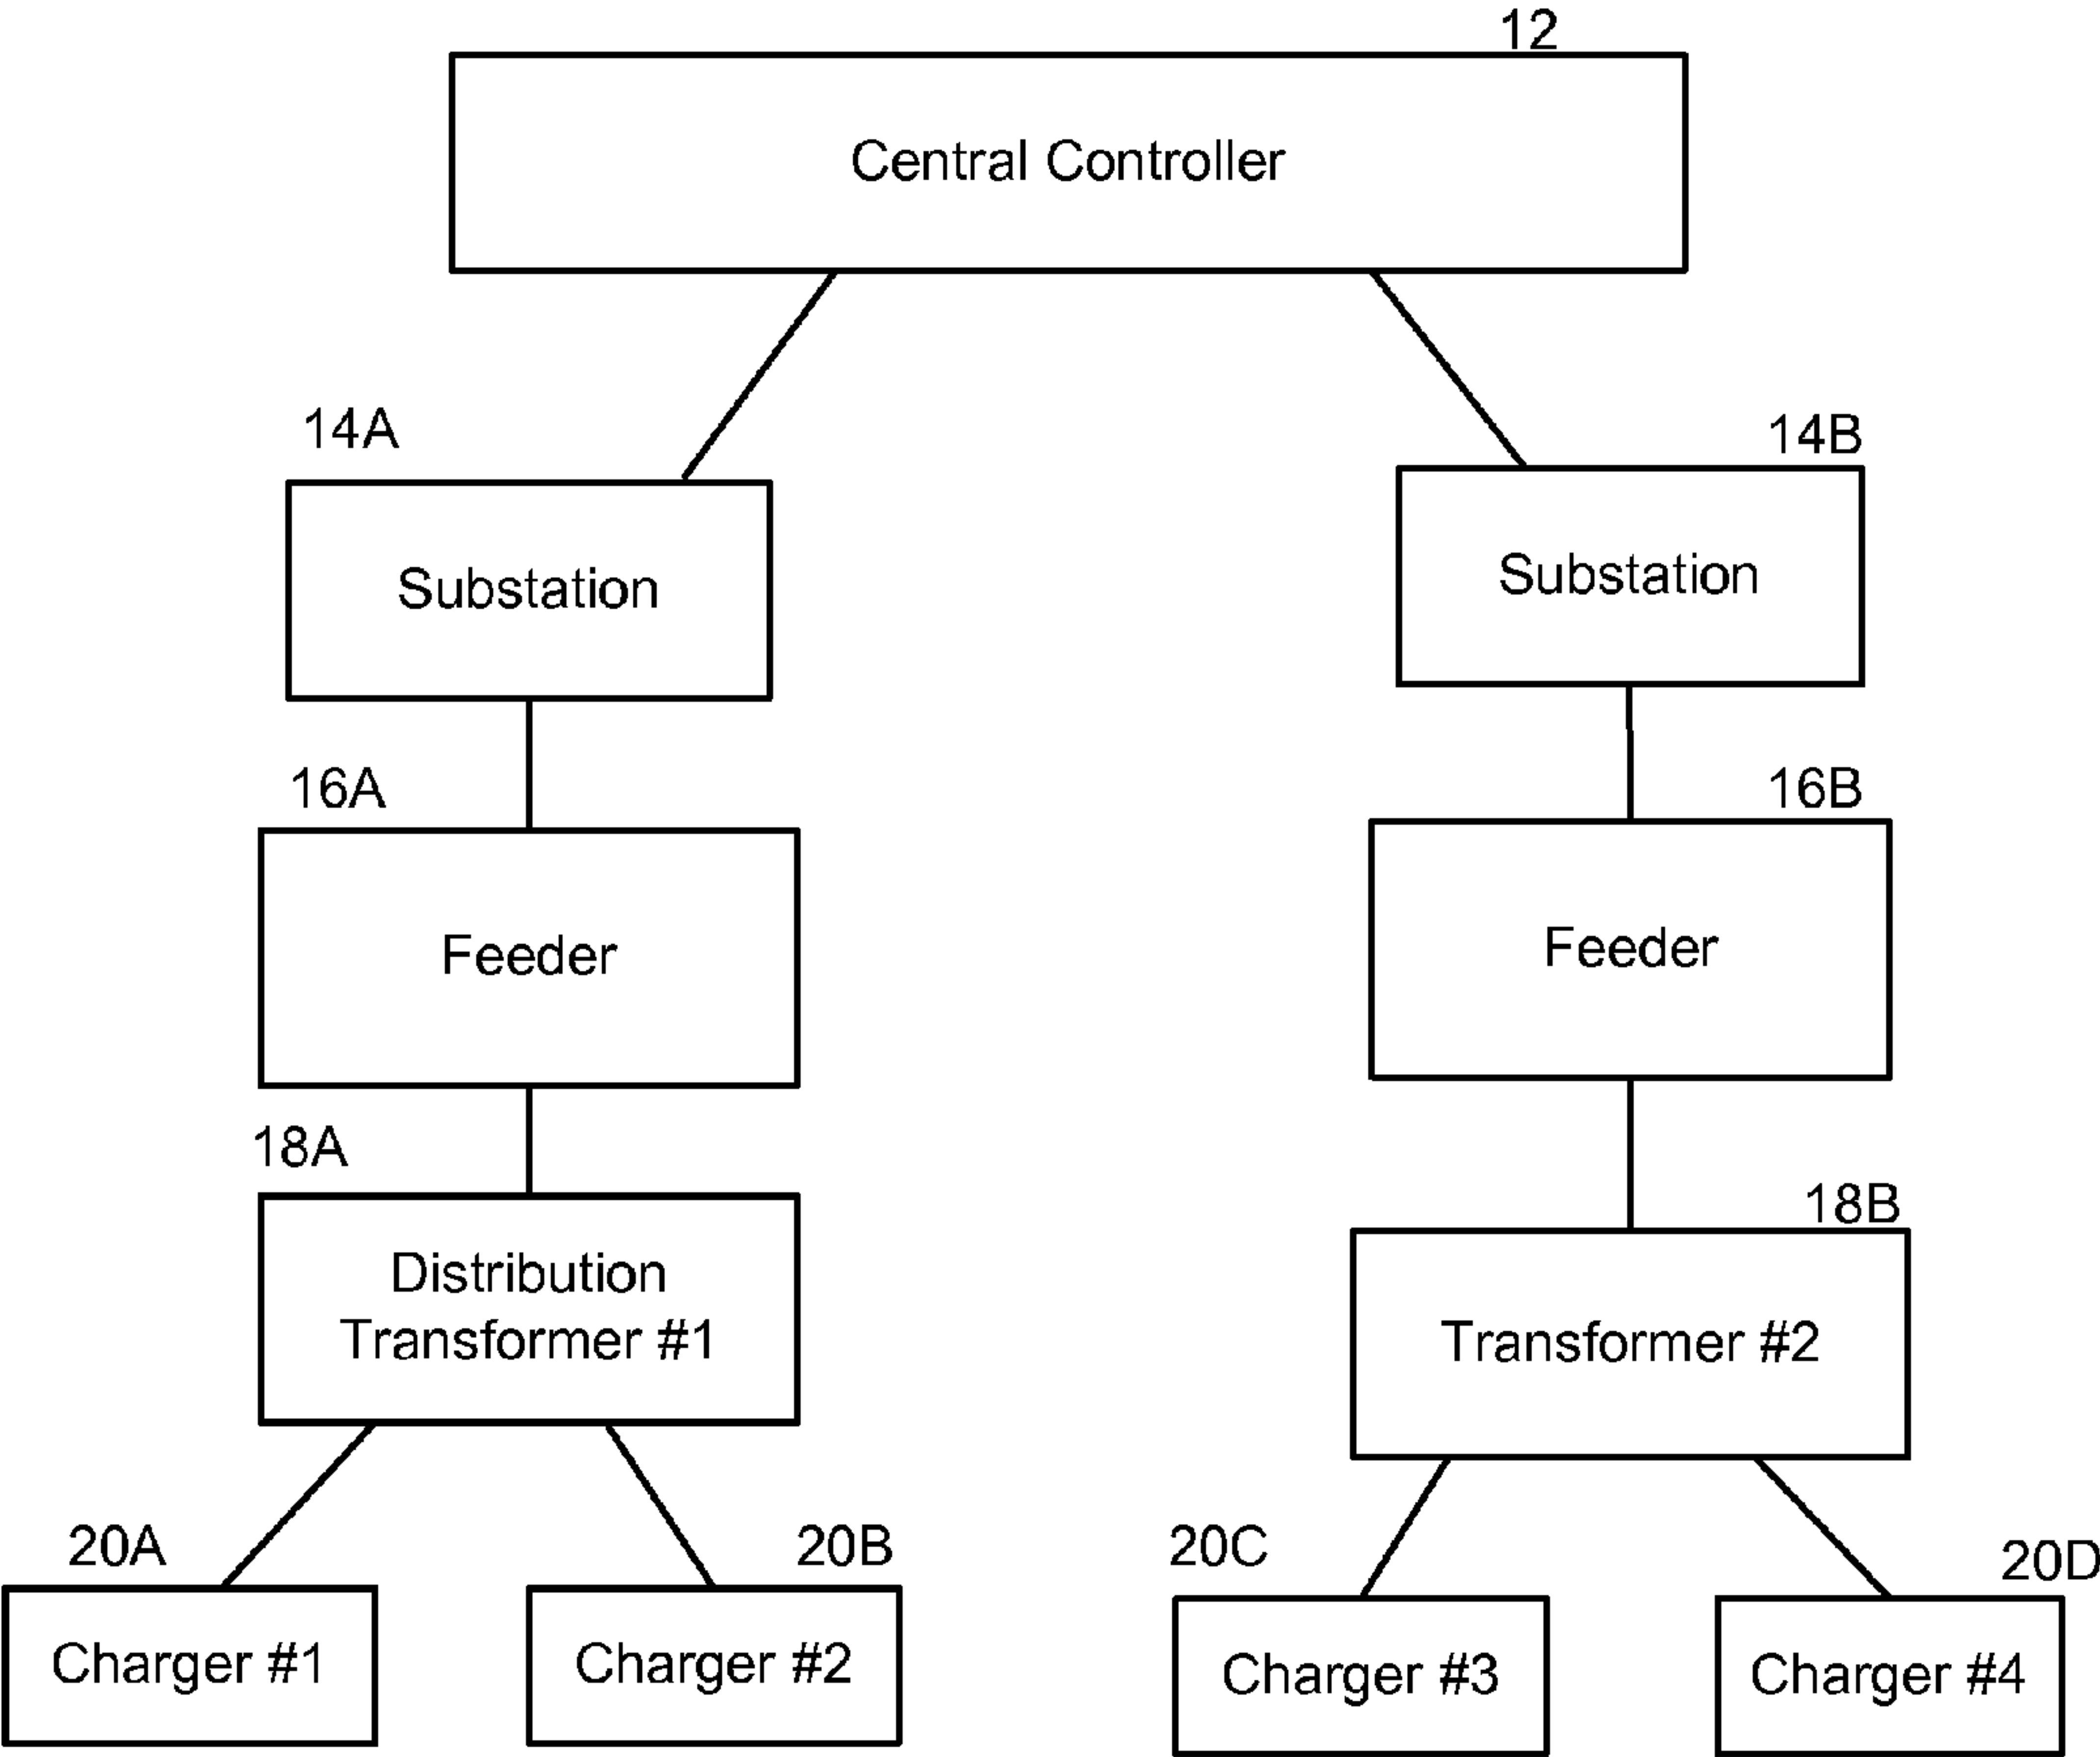 12
Central Controller
14A
14B
Substation
Substation
16A
16B
Feeder
Feeder
18A
18B
Distribution
Transformer #1
Transformer #2
20A
20B
20C
20D
Charger #1
Charger #2
Charger #3
Charger #4